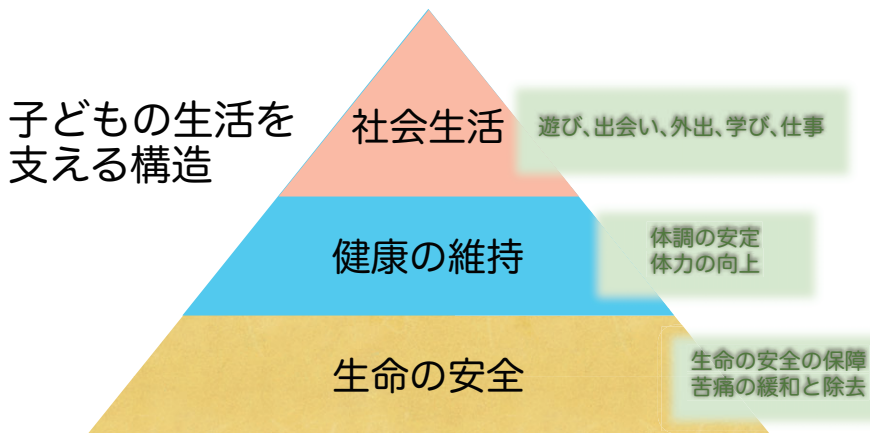 子どもの生活を
支える構造
社会生活
遊び、出会い、外出、学び、仕事
健康の維持
体調の安定
体力の向上
生命の安全
生命の安全の保障
苦痛の緩和と除去